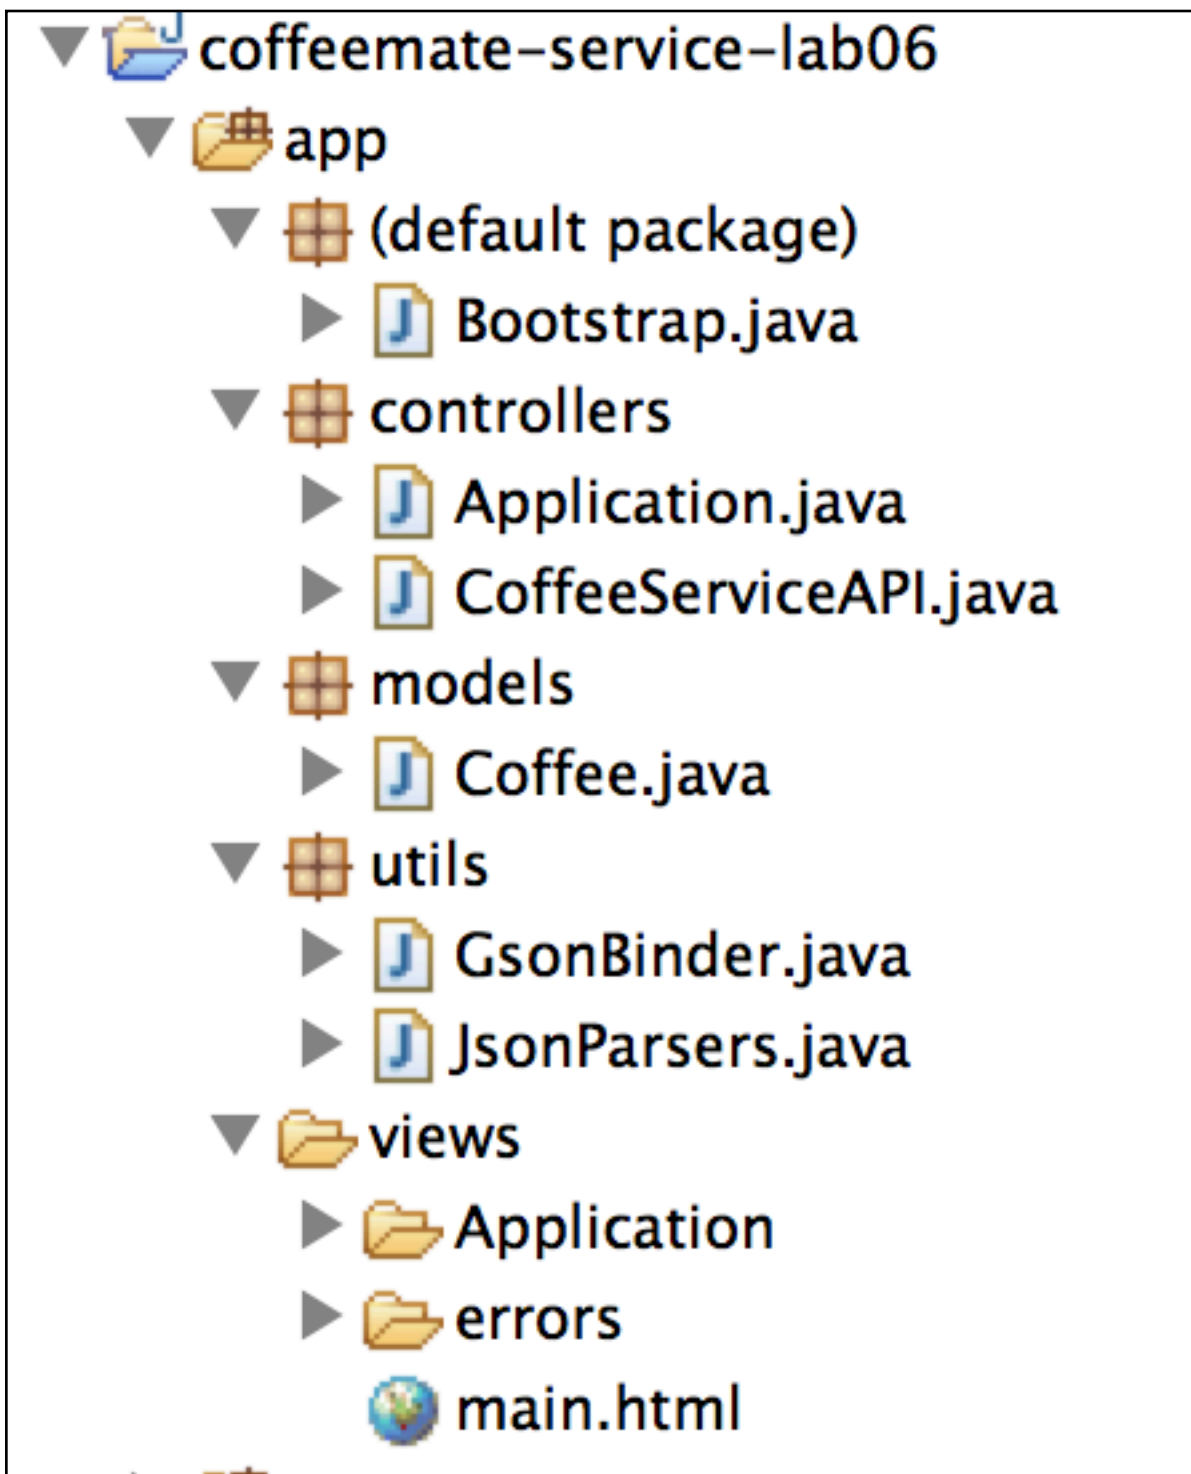 coffeemate-service-lab06
app
(default package)
Bootstrap.java
controllers
Application.java
CoffeeServiceAPI.java
models
Coffee.java
utils
GsonBinder.java
JsonParsers.java
views
Application
errors
main.html